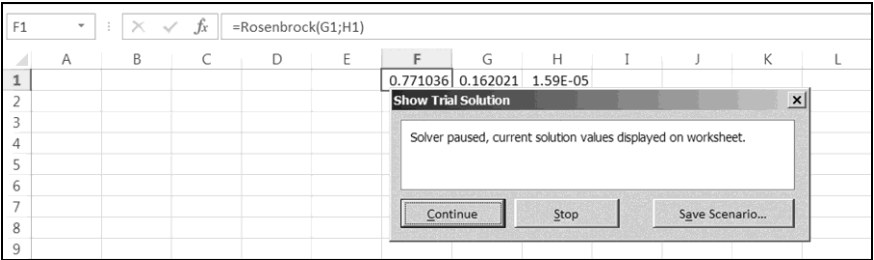 F1 fx =Rosenbrock(G1;H1)
A B C D E F G H I J K L
1 0.771036 0.162021 1.59E-05
2 Show Trial Solution x
3
Solver paused, current solution values displayed on worksheet.
4
5
6
7 Continue Stop Save Scenario...
8
9